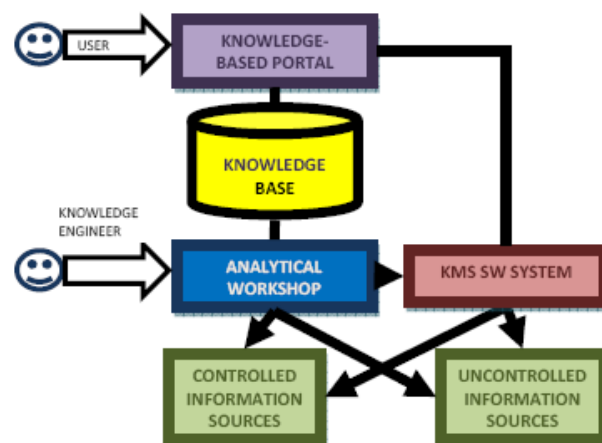 USER
KNOWLEDGE-
BASED PORTAL
KNOWLEDGE
BASE
KNOWLEDGE
ENGINEER
ANALYTICAL
WORKSHOP
KMS SW SYSTEM
CONTROLLED
INFORMATION
SOURCES
UNCONTROLLED
INFORMATION
SOURCES